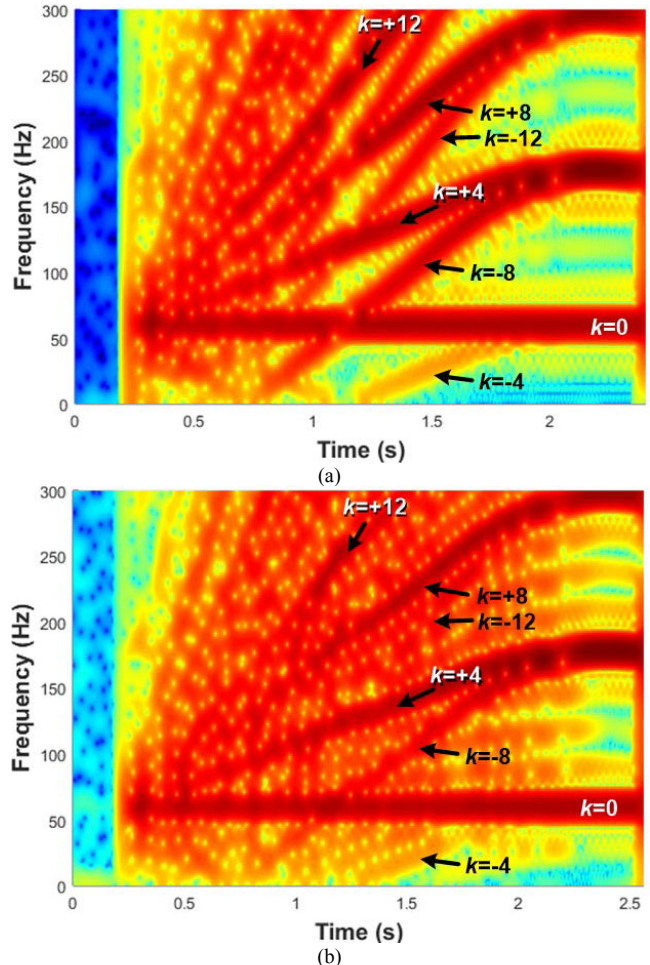 300
250
200
150
100
50
0
Frequency (Hz)
k=+12
k=+8
k=-12
k=+4
k=-8
k=0
k=-4
0 0.5 1 1.5 2
Time (s)
(a)
300
250
200
150
100
50
0
Frequency (Hz)
k=+12
k=+8
k=-12
k=+4
k=-8
k=0
k=-4
0 0.5 1 1.5 2 2.5
Time (s)
(b)